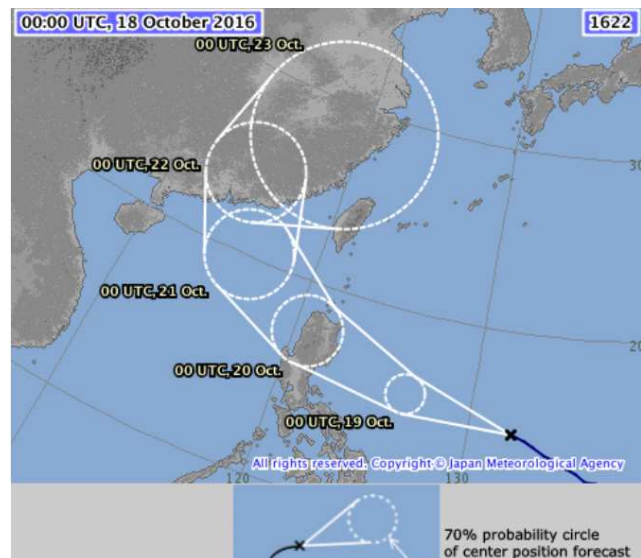 00:00 UTC, 18 October 2016
1622
00 UTC,23 Oct.
00 UTC,22 Oct.
30
00 UTC,21 Oct.
20
00 UTC,20 Oct.
00 UTC,19 Oct.
All rights reserved. Copyright © Japan Meteorological Agency
120
130
70% probability circle
of center position forecast